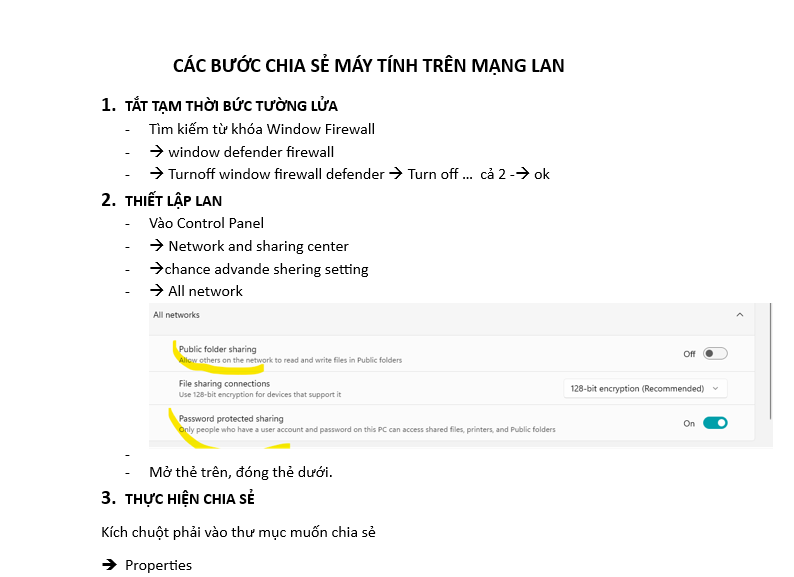 CÁC BƯỚC CHIA SẺ MÁY TÍNH TRÊN MẠNG LAN
1. TẮT TẠM THỜI BỨC TƯỜNG LỬA
- Tìm kiếm từ khóa Window Firewall
- → window defender firewall
- → Turnoff window firewall defender → Turn off ... cả 2 -→ ok
2. THIẾT LẬP LAN
- Vào Control Panel
- → Network and sharing center
- →chance advande shering setting
- → All network
All networks
Public folder sharing
Allow others on the network to read and write files in Public folders
Off
File sharing connections
Use 128-bit encryption for devices that support it
128-bit encryption (Recommended)
Password protected sharing
Only people who have a user account and password on this PC can access shared files, printers, and Public folders
On
-
- Mở thẻ trên, đóng thẻ dưới.
3. THỰC HIỆN CHIA SẺ
Kích chuột phải vào thư mục muốn chia sẻ
→ Properties